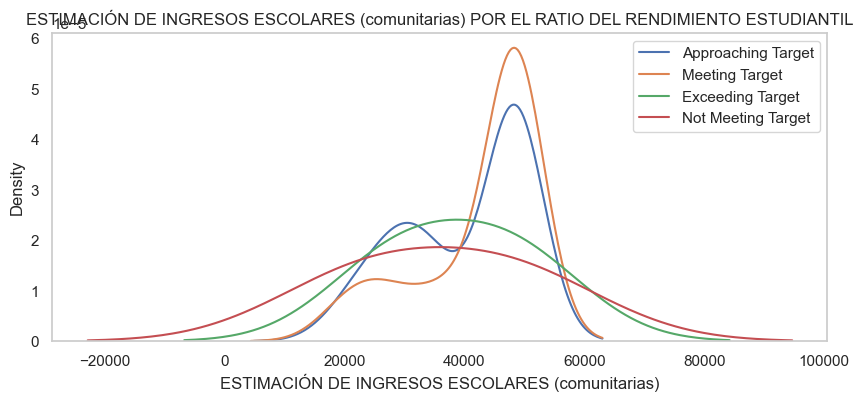 ESTIMACIÓN DE INGRESOS ESCOLARES (comunitarias) POR EL RATIO DEL RENDIMIENTO ESTUDIANTIL
1e−5
6
5
4
3
2
1
0
Density
Approaching Target
Meeting Target
Exceeding Target
Not Meeting Target
−20000 0 20000 40000 60000 80000 100000
ESTIMACIÓN DE INGRESOS ESCOLARES (comunitarias)